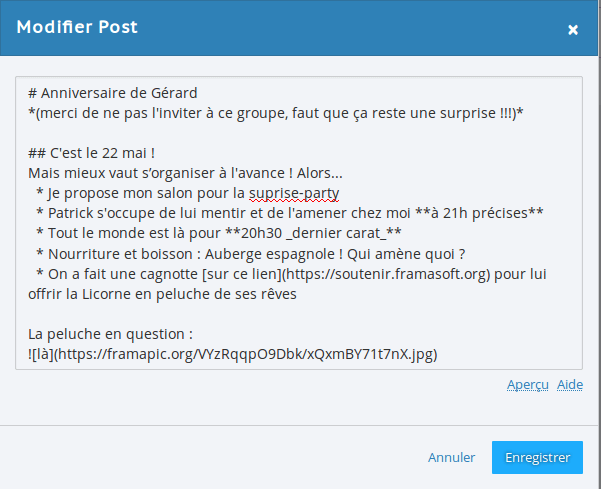 Modifier Post
×
# Anniversaire de Gérard
*(merci de ne pas l'inviter à ce groupe, faut que ça reste une surprise !!!)*
## C'est le 22 mai !
Mais mieux vaut s’organiser à l'avance ! Alors...
* Je propose mon salon pour la suprise-party
* Patrick s'occupe de lui mentir et de l'amener chez moi **à 21h précises**
* Tout le monde est là pour **20h30 _dernier carat_**
* Nourriture et boisson : Auberge espagnole ! Qui amène quoi ?
* On a fait une cagnotte [sur ce lien](https://soutenir.framasoft.org) pour lui
offrir la Licorne en peluche de ses rêves
La peluche en question :
![là](https://framapic.org/VYzRqqpO9Dbk/xQxmBY71t7nX.jpg)
Aperçu Aide
Annuler Enregistrer